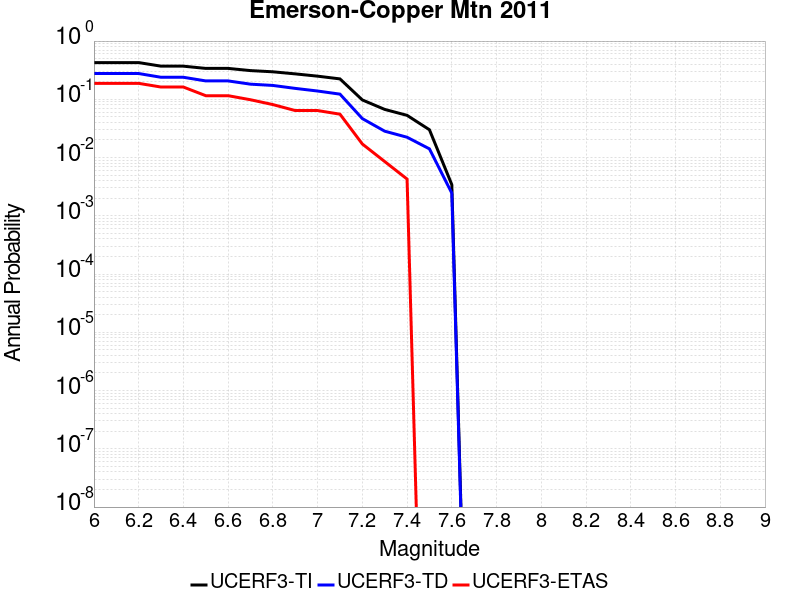 Emerson-Copper Mtn 2011
10^0
10^-1
10^-2
10^-3
10^-4
10^-5
10^-6
10^-7
10^-8
Annual Probability
6 6.2 6.4 6.6 6.8 7 7.2 7.4 7.6 7.8 8 8.2 8.4 8.6 8.8 9
Magnitude
UCERF3-TI UCERF3-TD UCERF3-ETAS